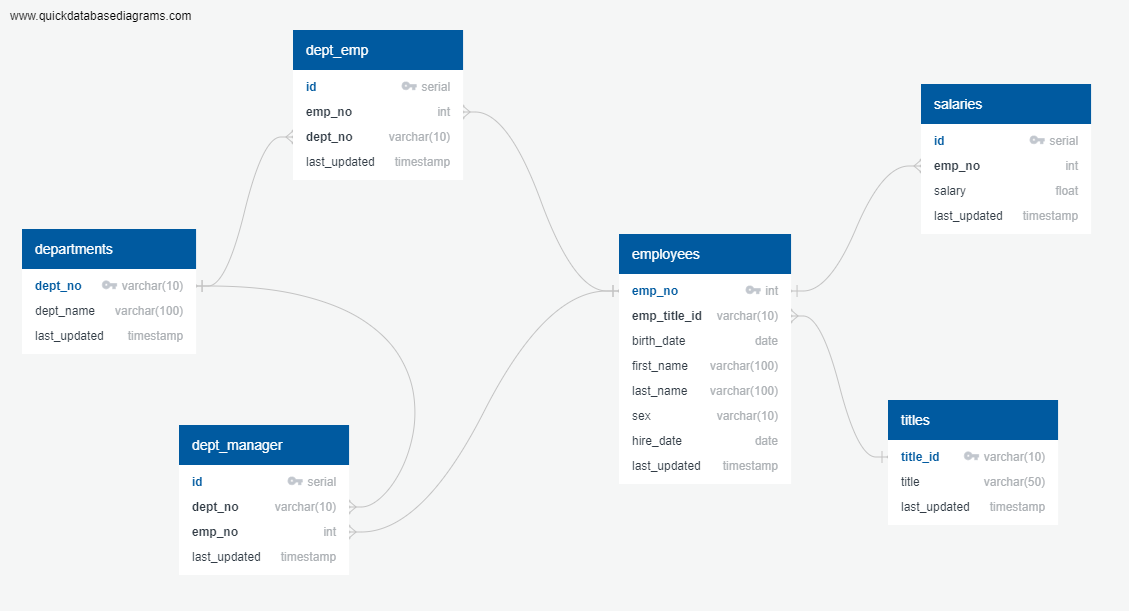 www.quickdatabasediagrams.com
dept_emp
id serial
emp_no int
dept_no varchar(10)
last_updated timestamp
salaries
id serial
emp_no int
salary float
last_updated timestamp
departments
dept_no varchar(10)
dept_name varchar(100)
last_updated timestamp
employees
emp_no int
emp_title_id varchar(10)
birth_date date
first_name varchar(100)
last_name varchar(100)
sex varchar(10)
hire_date date
last_updated timestamp
dept_manager
id serial
dept_no varchar(10)
emp_no int
last_updated timestamp
titles
title_id varchar(10)
title varchar(50)
last_updated timestamp